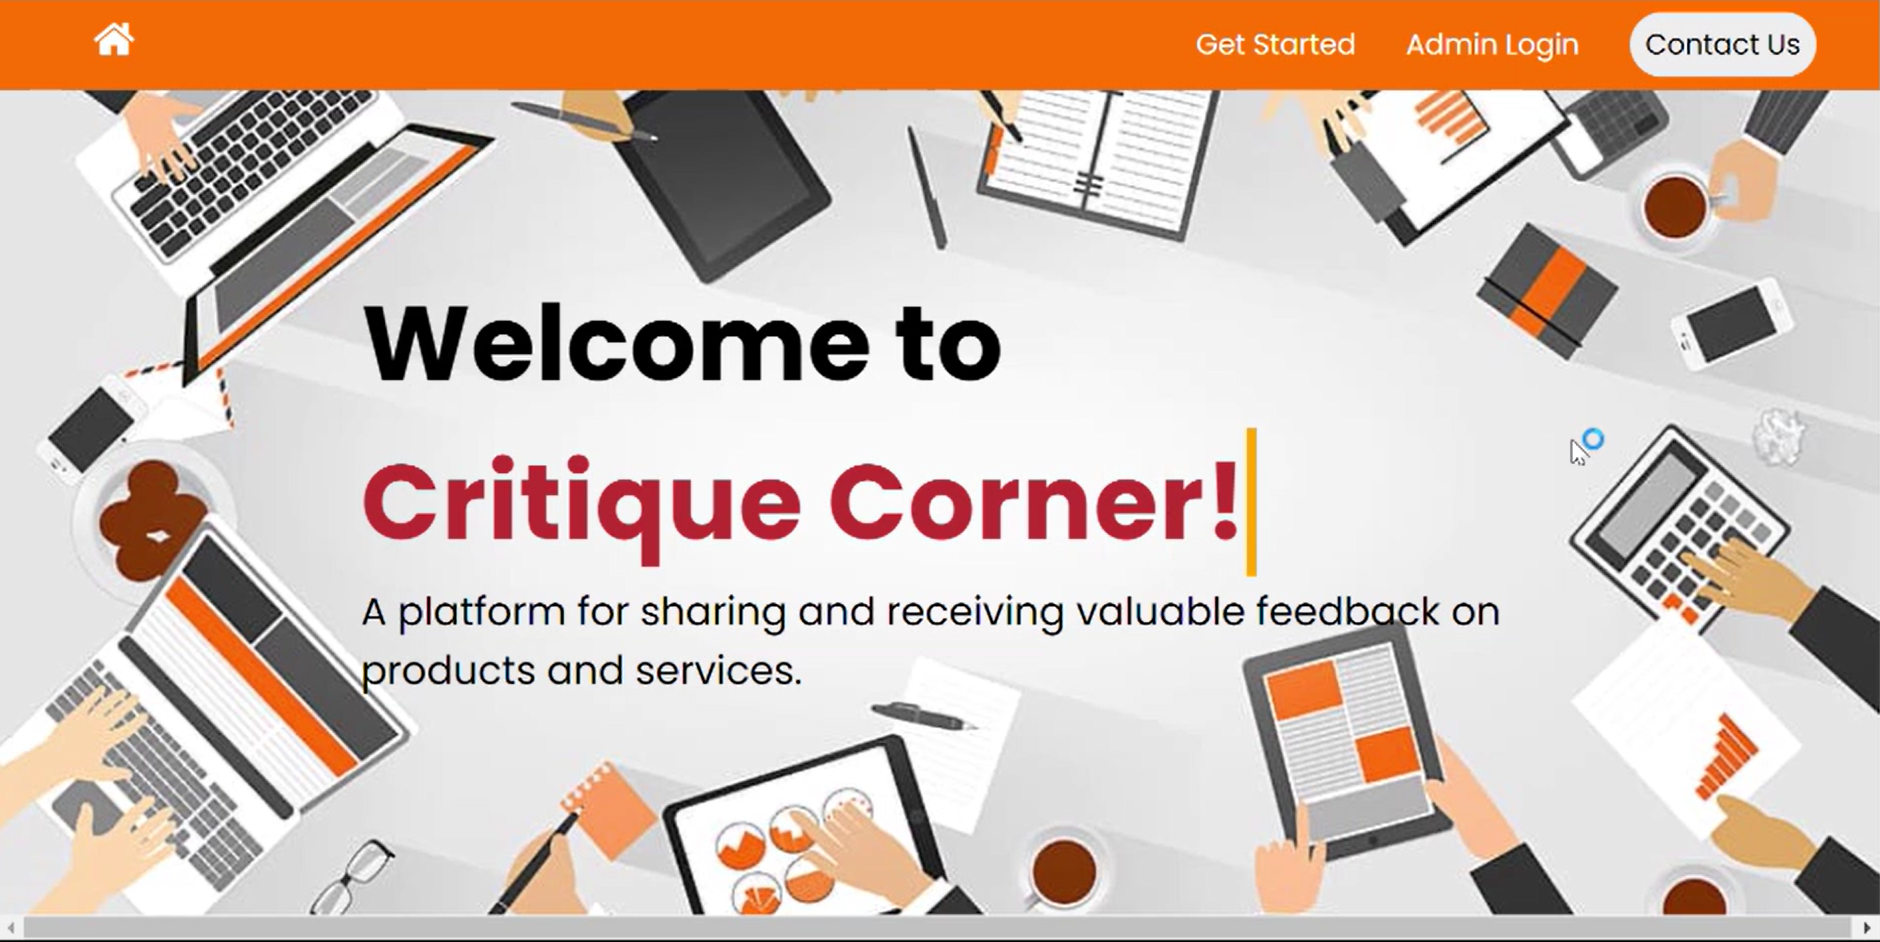 Get Started
Admin Login
Contact Us
Welcome to
Critique Corner!
A platform for sharing and receiving valuable feedback on
products and services.